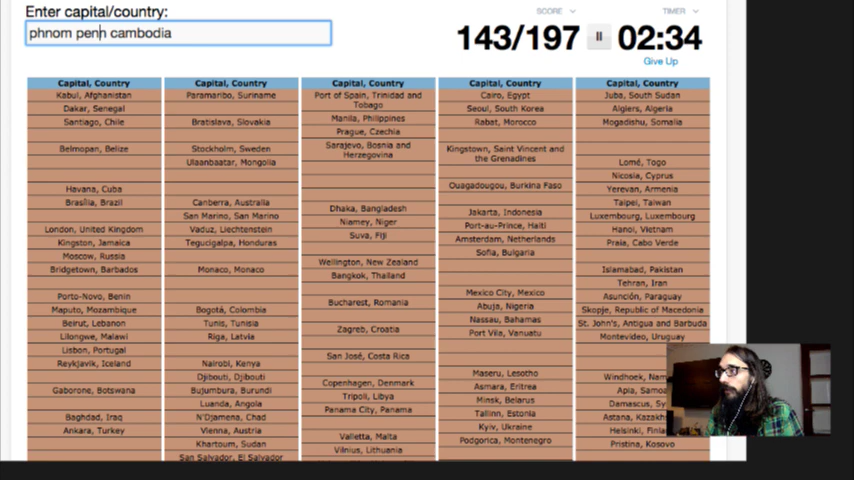 Enter capital/country:
SCORE
TIMER
phnom penn cambodia
143/197
02:34
Give Up
Capital, Country
Kabul, Afghanistan
Dakar, Senegal
Santiago, Chile
Belmopan, Belize
Havana, Cuba
Brasília, Brazil
London, United Kingdom
Kingston, Jamaica
Moscow, Russia
Bridgetown, Barbados
Porto-Novo, Benin
Maputo, Mozambique
Beirut, Lebanon
Lilongwe, Malawi
Lisbon, Portugal
Reykjavik, Iceland
Gaborone, Botswana
Baghdad, Iraq
Ankara, Turkey
Capital, Country
Paramaribo, Suriname
Bratislava, Slovakia
Stockholm, Sweden
Ulaanbaatar, Mongolia
Canberra, Australia
San Marino, San Marino
Vaduz, Liechtenstein
Tegucigalpa, Honduras
Monaco, Monaco
Bogotá, Colombia
Tunis, Tunisia
Riga, Latvia
Nairobi, Kenya
Djibouti, Djibouti
Bujumbura, Burundi
Luanda, Angola
N'Djamena, Chad
Vienna, Austria
Khartoum, Sudan
San Salvador, El Salvador
Capital, Country
Port of Spain, Trinidad and
Tobago
Manila, Philippines
Prague, Czechia
Sarajevo, Bosnia and
Herzegovina
Dhaka, Bangladesh
Niamey, Niger
Suva, Fiji
Wellington, New Zealand
Bangkok, Thailand
Bucharest, Romania
Zagreb, Croatia
San José, Costa Rica
Copenhagen, Denmark
Tripoli, Libya
Panama City, Panama
Valletta, Malta
Vilnius, Lithuania
Capital, Country
Cairo, Egypt
Seoul, South Korea
Rabat, Morocco
Kingstown, Saint Vincent and
the Grenadines
Ouagadougou, Burkina Faso
Jakarta, Indonesia
Port-au-Prince, Haiti
Amsterdam, Netherlands
Sofia, Bulgaria
Mexico City, Mexico
Abuja, Nigeria
Nassau, Bahamas
Port Vila, Vanuatu
Maseru, Lesotho
Asmara, Eritrea
Minsk, Belarus
Tallinn, Estonia
Kyiv, Ukraine
Podgorica, Montenegro
Capital, Country
Juba, South Sudan
Algiers, Algeria
Mogadishu, Somalia
Lomé, Togo
Nicosia, Cyprus
Yerevan, Armenia
Taipei, Taiwan
Luxembourg, Luxembourg
Hanoi, Vietnam
Praia, Cabo Verde
Islamabad, Pakistan
Tehran, Iran
Asunción, Paraguay
Skopje, Republic of Macedonia
St. John's, Antigua and Barbuda
Montevideo, Uruguay
Windhoek, Nam
Apia, Samo
Damascus, Sy
Astana, Kazakh
Helsinki, Finla
Pristina, Kosovo